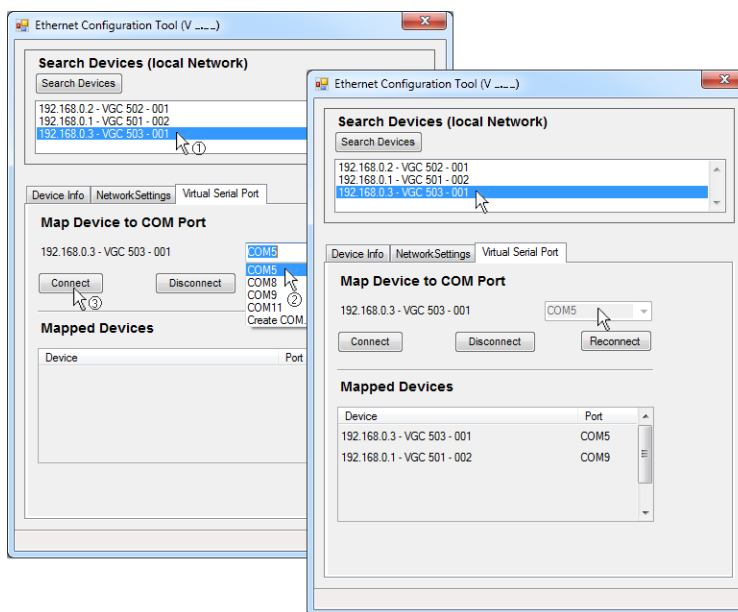 Ethernet Configuration Tool (V _._._)
Search Devices (local Network)
Search Devices
192.168.0.2 - VGC 502 - 001
192.168.0.1 - VGC 501 - 002
192.168.0.3 - VGC 503 - 001
①
Device Info
Network Settings
Virtual Serial Port
Map Device to COM Port
192.168.0.3 - VGC 503 - 001
COM5
COM5
COM8
COM9
COM11
Create COM.
②
Connect
Disconnect
③
Mapped Devices
Device
Port
Ethernet Configuration Tool (V _._._)
Search Devices (local Network)
Search Devices
192.168.0.2 - VGC 502 - 001
192.168.0.1 - VGC 501 - 002
192.168.0.3 - VGC 503 - 001
Device Info
Network Settings
Virtual Serial Port
Map Device to COM Port
192.168.0.3 - VGC 503 - 001
COM5
Connect
Disconnect
Reconnect
Mapped Devices
Device
Port
192.168.0.3 - VGC 503 - 001
COM5
192.168.0.1 - VGC 501 - 002
COM9